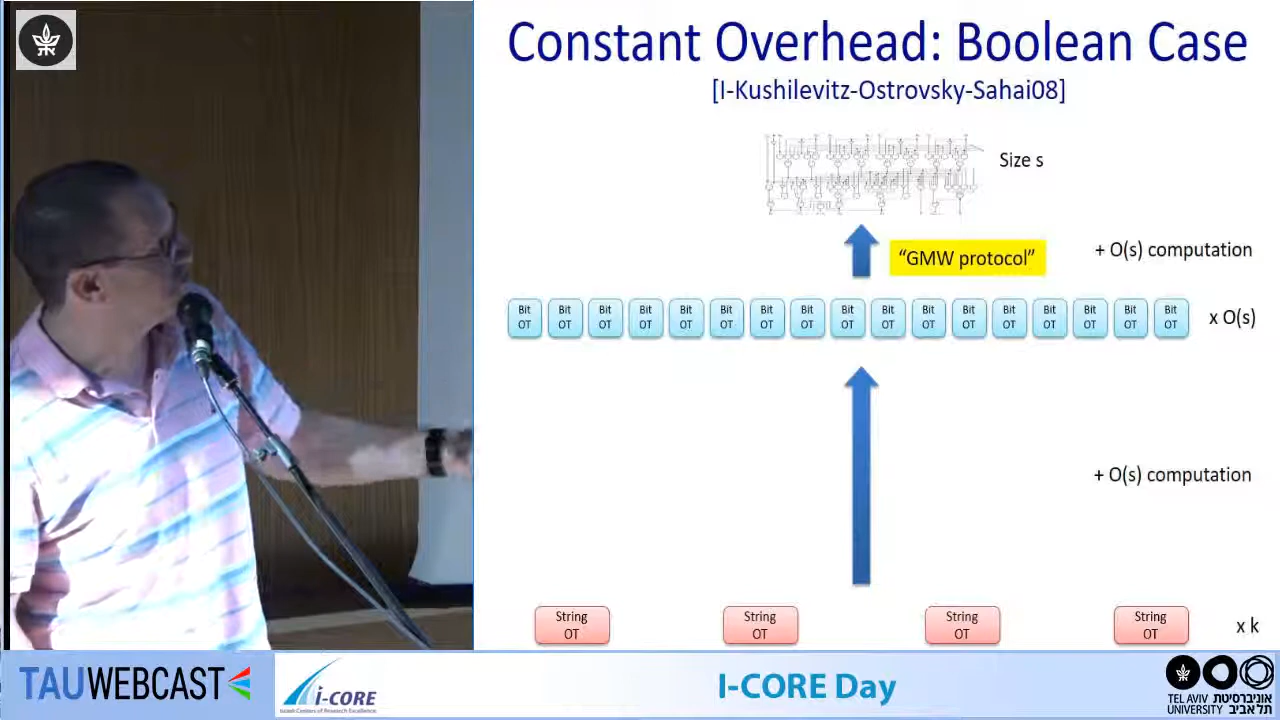 Constant Overhead: Boolean Case
[I-Kushilevitz-Ostrovsky-Sahai08]
Size s
"GMW protocol"
+ O(s) computation
Bit OT Bit OT Bit OT Bit OT Bit OT Bit OT Bit OT Bit OT Bit OT Bit OT Bit OT Bit OT Bit OT Bit OT Bit OT Bit OT Bit OT
x O(s)
+ O(s) computation
String OT String OT String OT String OT
x k
TAUWEBCAST
i-CORE
Israeli Centers of Research Excellence
I-CORE Day
TEL AVIV אוניברסיטת
UNIVERSITY תל אביב